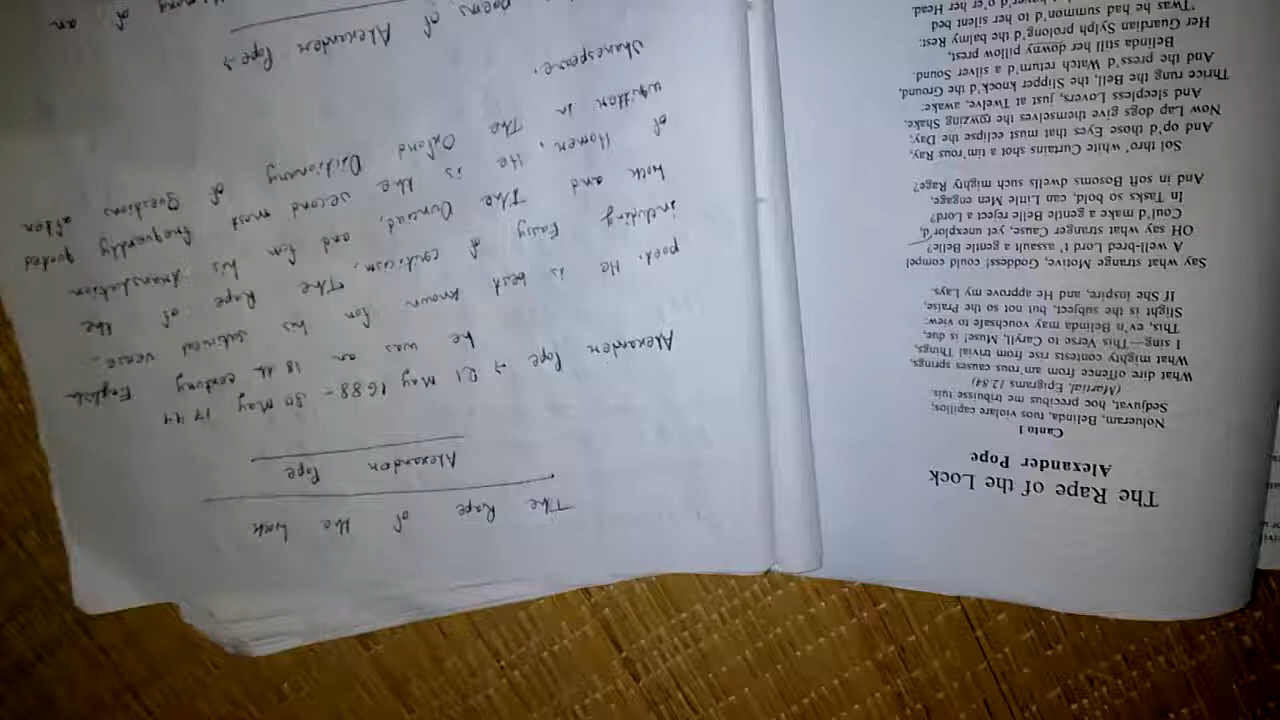 The Rape of the Lock
Alexander Pope
Canto 1
Nolueram, Belinda, tuos violare capillos;
Sedjuvat, hoc precibus me tribuisse tuis.
(Martial, Epigrams 12.84)
What dire offence from am'rous causes springs,
What mighty contests rise from trivial Things,
I sing—This Verse to Caryll, Muse! is due,
This, ev'n Belinda may vouchsafe to view:
Slight is the subject, but not so the Praise,
If She inspire, and He approve my Lays.
Say what strange Motive, Goddess! could compel
A well-bred Lord t' assault a gentle Belle?
OH say what stranger Cause, yet unexplor'd,
Cou'd make a gentle Belle reject a Lord?
In Tasks so bold, can Little Men engage,
And in soft Bosoms dwells such mighty Rage?
Sol thro' white Curtains shot a tim'rous Ray,
And op'd those Eyes that must eclipse the Day;
Now Lap dogs give themselves the rowzing Shake,
And sleepless Lovers, just at Twelve, awake:
Thrice rung the Bell, the Slipper knock'd the Ground,
And the press'd Watch return'd a silver Sound.
Belinda still her downy pillow prest,
Her Guardian Sylph prolong'd the balmy Rest:
'Twas he had summon'd to her silent bed
hover'd o'er her Head
The Rape of the Lock
Alexander Pope
Alexander Pope → 21 May 1688 - 30 May 1744
he was an 18th century English
poet. He is best known for his satirical verse,
including Essay of criticism, The Rape of the
Lock and The Dunciad, and for his translation
of Homer. He is the second most frequently quoted
written in The Oxford Dictionary of Questions after
Shakespeare.
poems of Alexander Pope →
of an